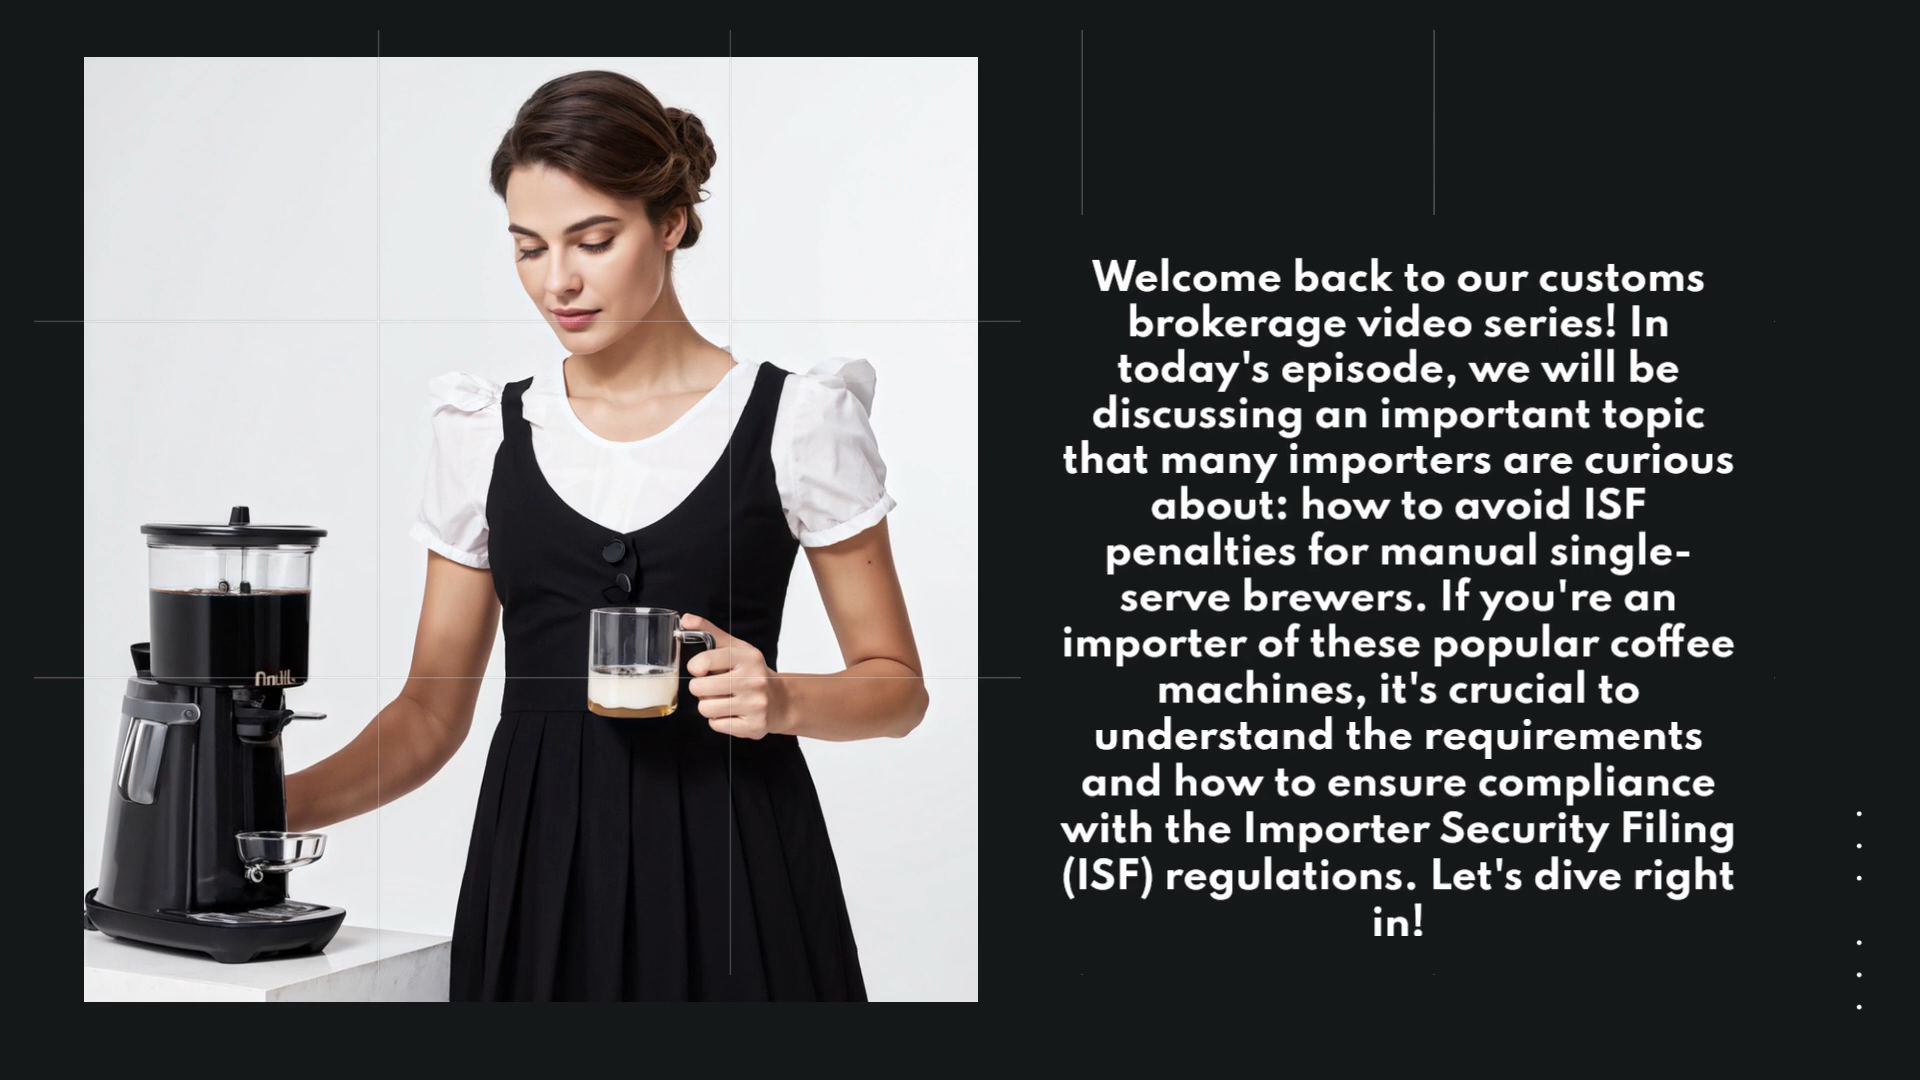 Welcome back to our customs
brokerage video series! In
today's episode, we will be
discussing an important topic
that many importers are curious
about: how to avoid ISF
penalties for manual single-
serve brewers. If you're an
importer of these popular coffee
machines, it's crucial to
understand the requirements
and how to ensure compliance
with the Importer Security Filing
(ISF) regulations. Let's dive right
in!